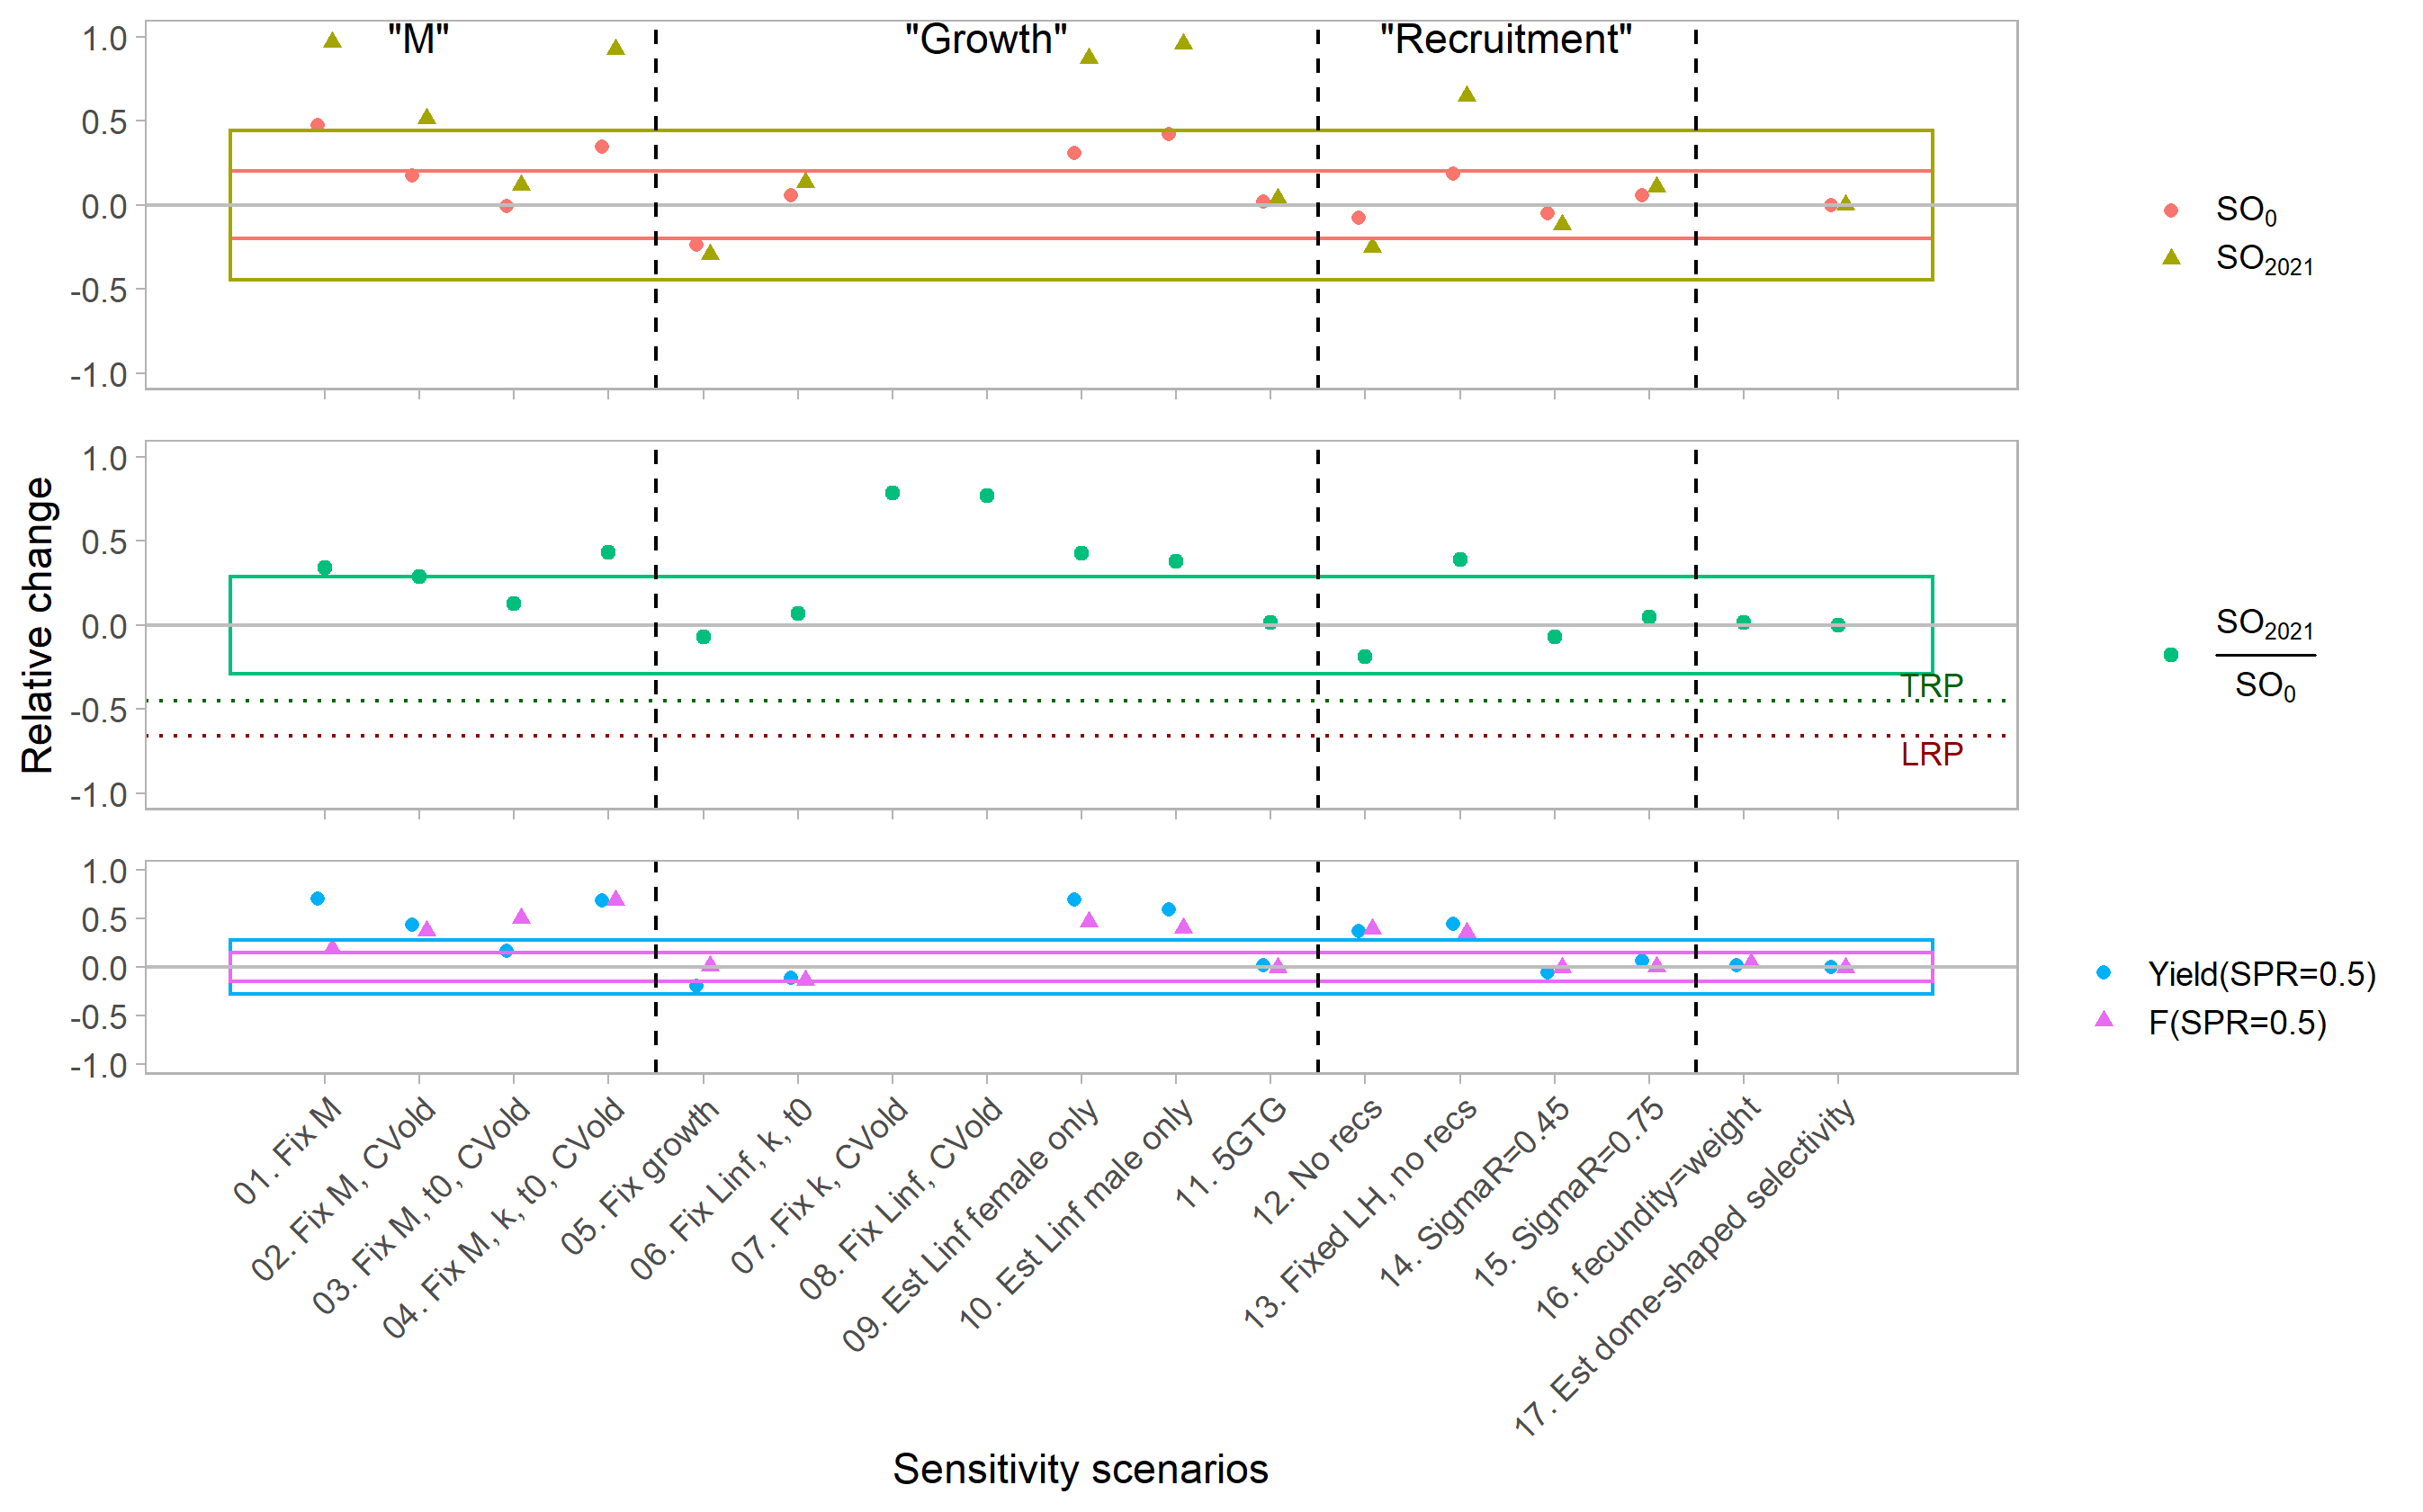 "M"
"Growth"
"Recruitment"
1.0
0.5
0.0
-0.5
-1.0
SO0
SO2021
Relative change
1.0
0.5
0.0
-0.5
-1.0
TRP
LRP
SO2021
SO0
1.0
0.5
0.0
-0.5
-1.0
Yield(SPR=0.5)
F(SPR=0.5)
01. Fix M
02. Fix M, CVold
03. Fix M, t0, CVold
04. Fix M, k, t0, CVold
05. Fix growth
06. Fix Linf, k, t0
07. Fix k, CVold
08. Fix Linf, CVold
09. Est Linf female only
10. Est Linf male only
11. 5GTG
12. No recs
13. Fixed LH, no recs
14. SigmaR=0.45
15. SigmaR=0.75
16. fecundity=weight
17. Est dome-shaped selectivity
Sensitivity scenarios